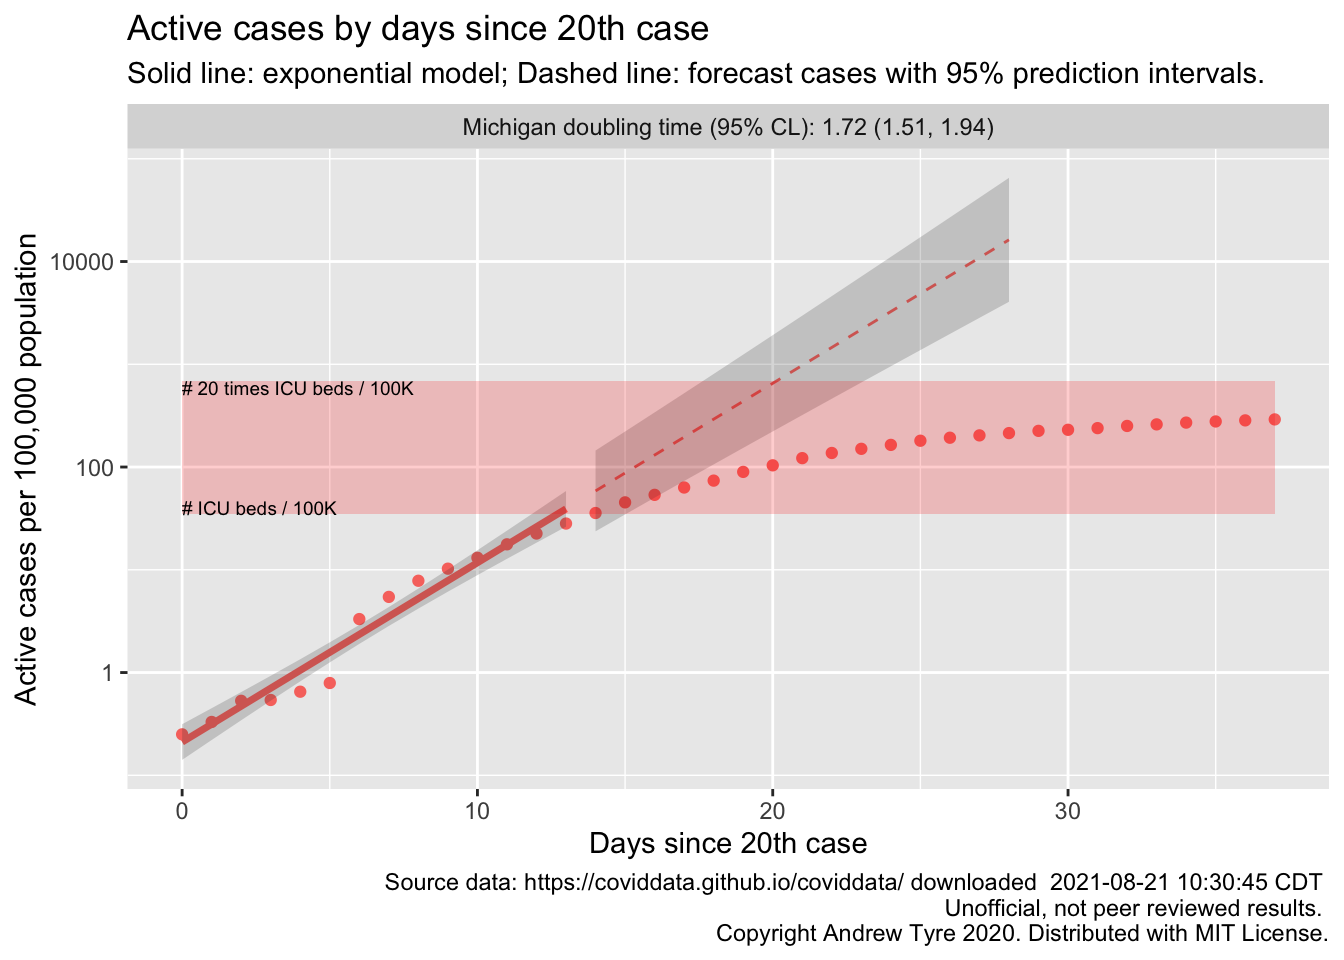 Active cases by days since 20th case
Solid line: exponential model; Dashed line: forecast cases with 95% prediction intervals.
Michigan doubling time (95% CL): 1.72 (1.51, 1.94)
Active cases per 100,000 population
10000
100
1
# 20 times ICU beds / 100K
# ICU beds / 100K
0
10
20
30
Days since 20th case
Source data: https://coviddata.github.io/coviddata/ downloaded  2021-08-21 10:30:45 CDT
Unofficial, not peer reviewed results.
Copyright Andrew Tyre 2020. Distributed with MIT License.